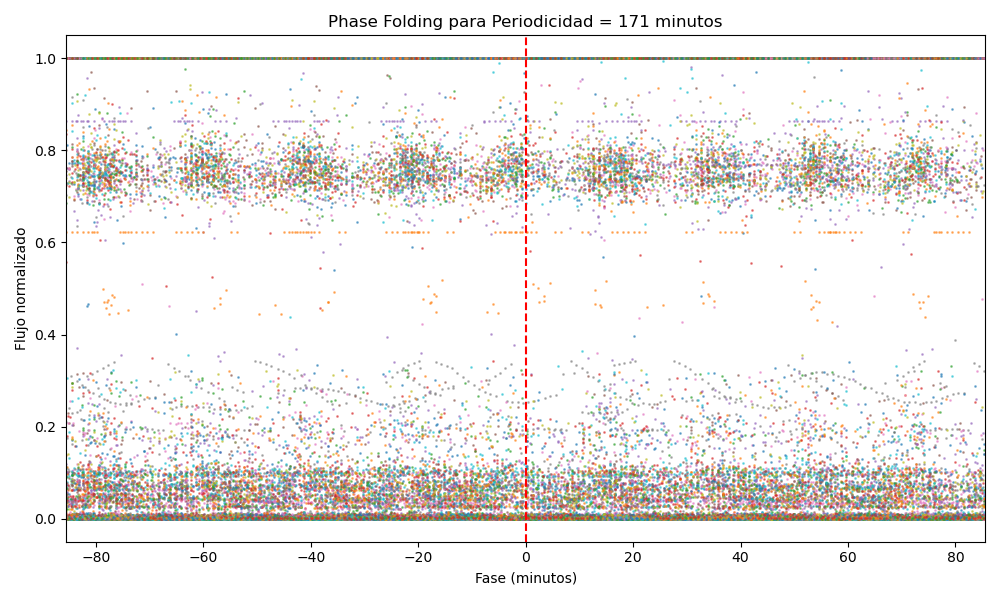 Phase Folding para Periodicidad = 171 minutos
Flujo normalizado
1.0
0.8
0.6
0.4
0.2
0.0
−80 −60 −40 −20 0 20 40 60 80
Fase (minutos)